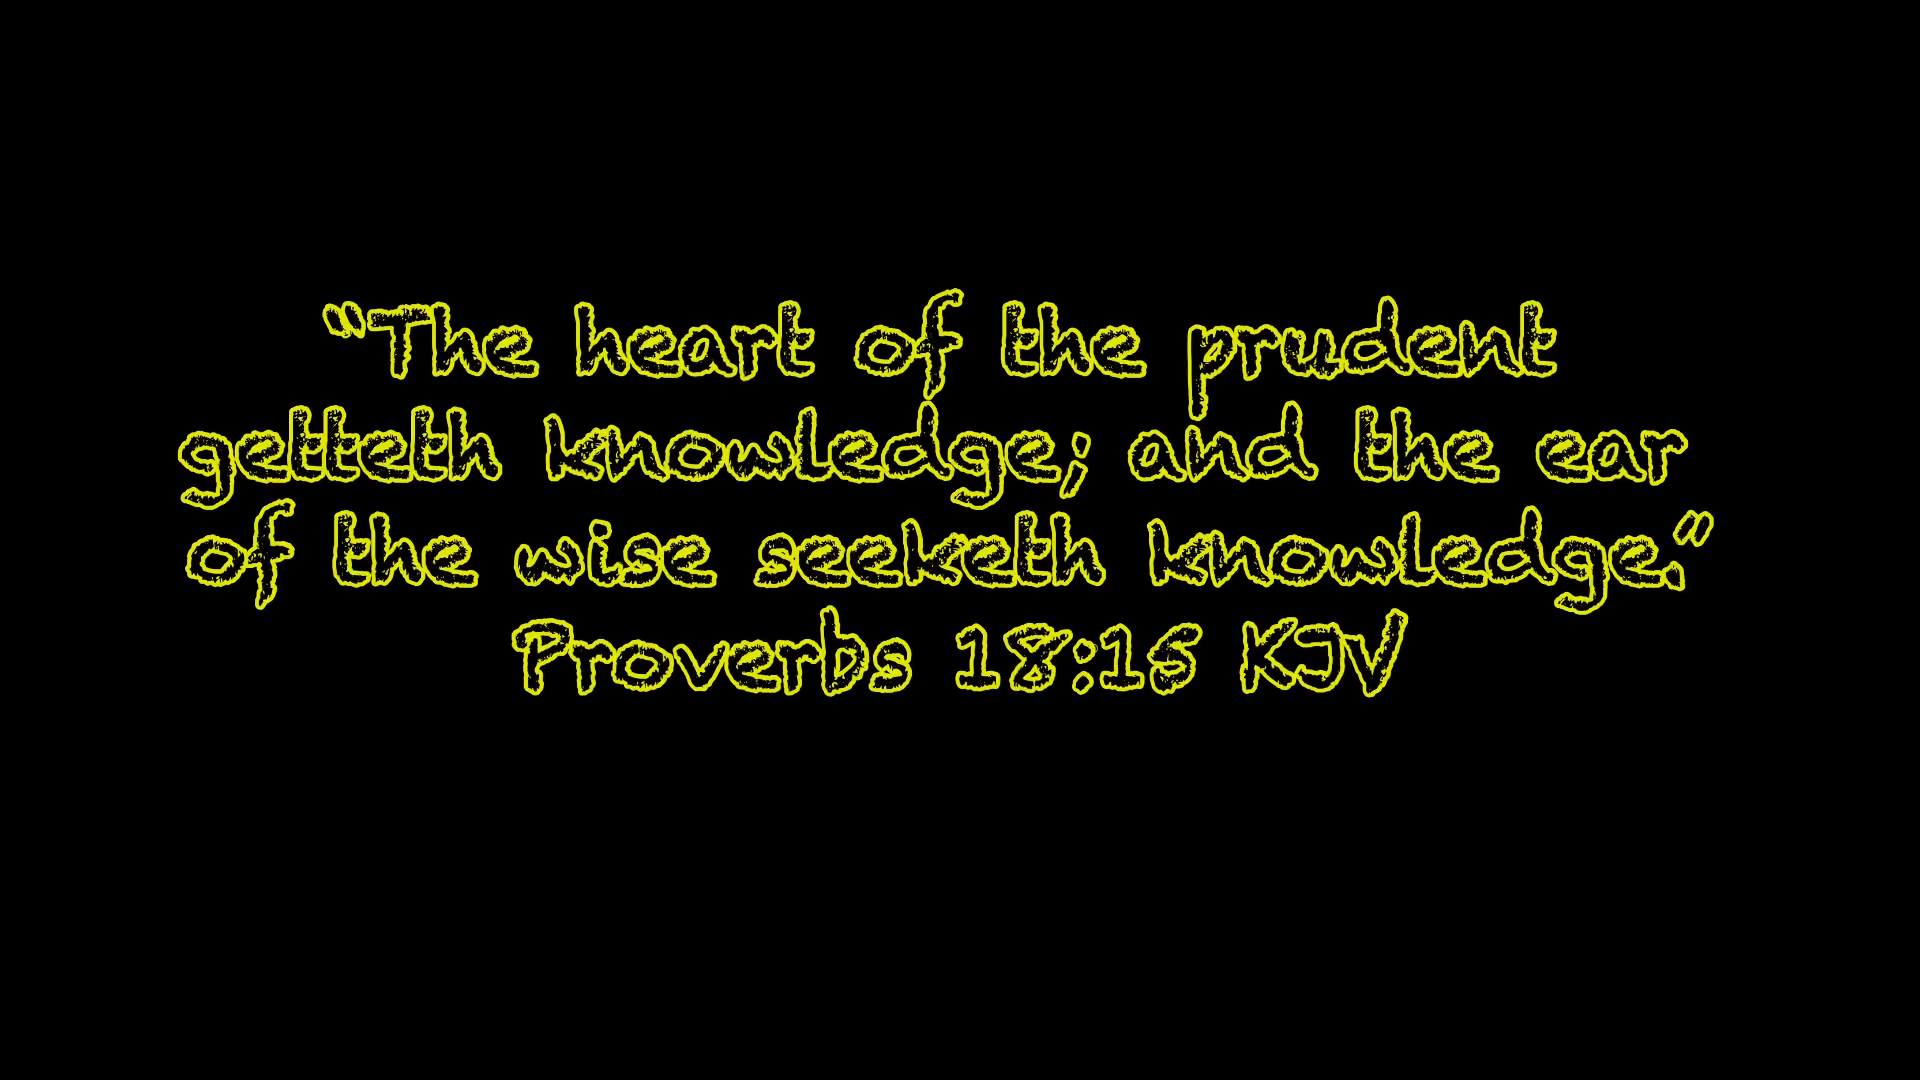 “The heart of the prudent
getteth knowledge; and the ear
of the wise seeketh knowledge.”
Proverbs 18:15 KJV